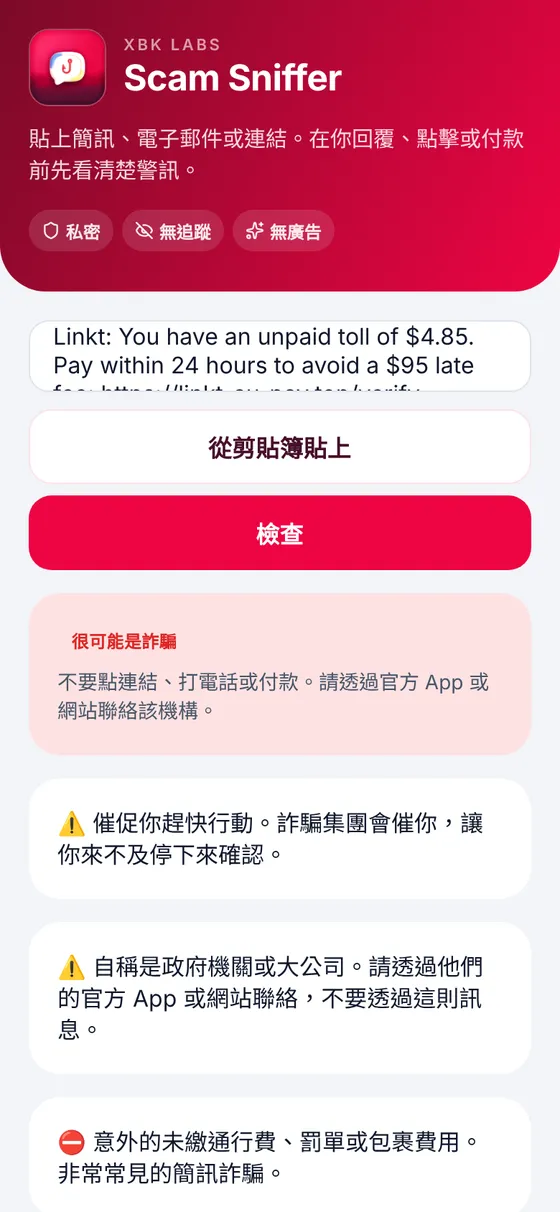 XBK LABS
Scam Sniffer
貼上簡訊、電子郵件或連結。在你回覆、點擊或付款
前先看清楚警訊。
私密
無追蹤
無廣告
Linkt: You have an unpaid toll of $4.85.
Pay within 24 hours to avoid a $95 late
從剪貼簿貼上
檢查
很可能是詐騙
不要點連結、打電話或付款。請透過官方 App 或
網站聯絡該機構。
⚠️ 催促你趕快行動。詐騙集團會催你，讓
你來不及停下來確認。
⚠️ 自稱是政府機關或大公司。請透過他們
的官方 App 或網站聯絡，不要透過這則訊
息。
⛔ 意外的未繳通行費、罰單或包裹費用。
非常常見的簡訊詐騙。